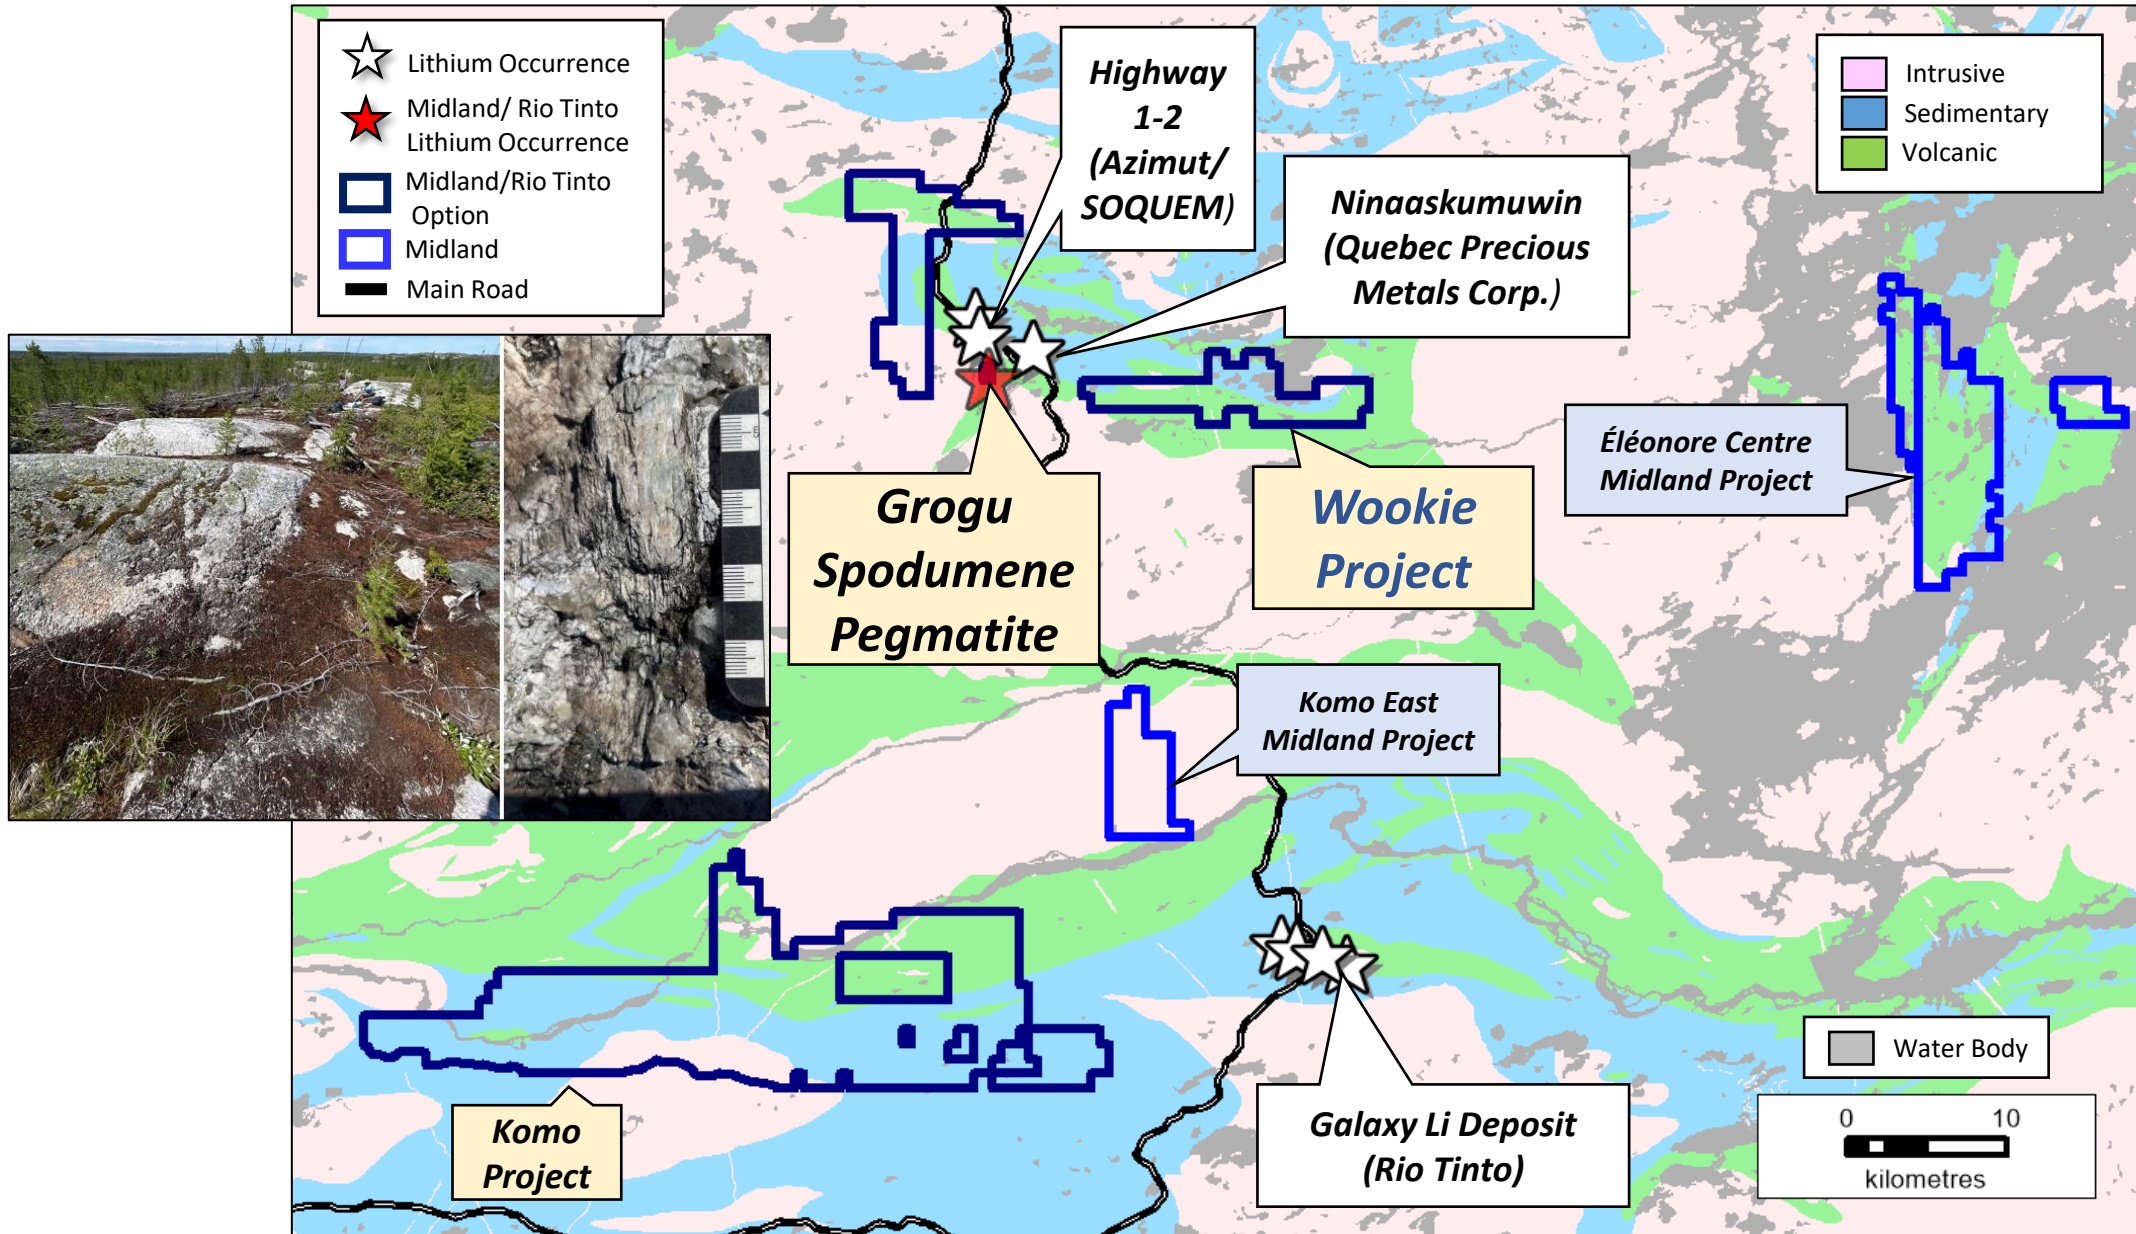 Lithium Occurrence
Midland/ Rio Tinto
Lithium Occurrence
Midland/Rio Tinto
Option
Midland
Main Road
Highway
1-2
(Azimut/
SOQUEM)
Ninaaskumuwin
(Quebec Precious
Metals Corp.)
Intrusive
Sedimentary
Volcanic
Éléonore Centre
Midland Project
Grogu
Spodumene
Pegmatite
Wookie
Project
Komo East
Midland Project
Komo
Project
Galaxy Li Deposit
(Rio Tinto)
Water Body
0 10
kilometres